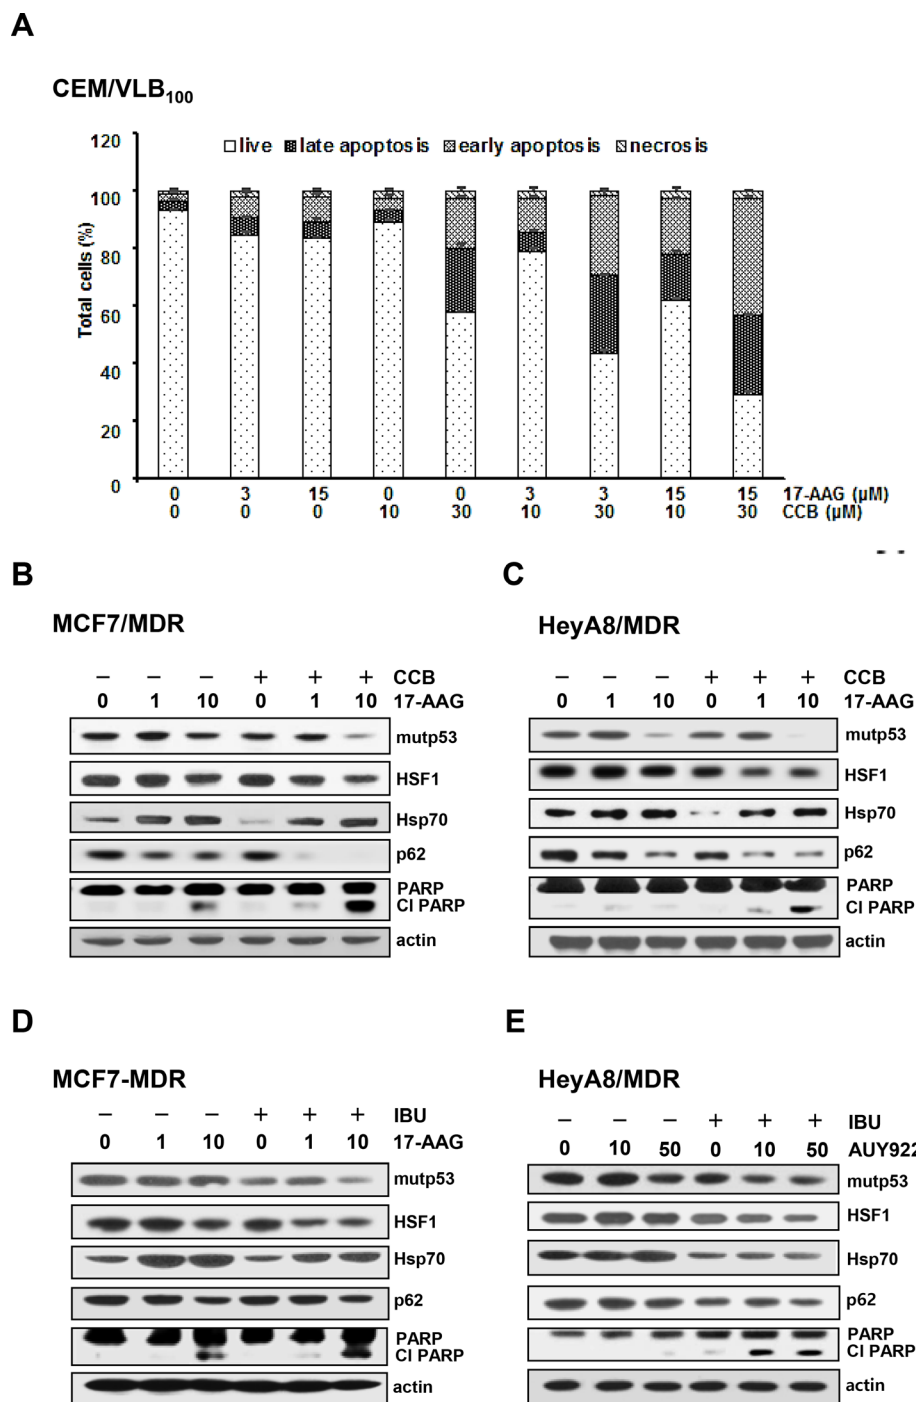 A
CEM/VLB100
120
live late apoptosis early apoptosis necrosis
100
80
60
40
20
0
Total cells (%)
0 3 15 0 0 3 3 15 15 17-AAG (μM)
0 0 0 10 30 10 30 10 30 CCB (μM)
B
MCF7/MDR
− − − + + + CCB
0 1 10 0 1 10 17-AAG
mutp53
HSF1
Hsp70
p62
PARP
Cl PARP
actin
C
HeyA8/MDR
− − − + + + CCB
0 1 10 0 1 10 17-AAG
mutp53
HSF1
Hsp70
p62
PARP
Cl PARP
actin
D
MCF7-MDR
− − − + + + IBU
0 1 10 0 1 10 17-AAG
mutp53
HSF1
Hsp70
p62
PARP
Cl PARP
actin
E
HeyA8/MDR
− − − + + + IBU
0 10 50 0 10 50 AUY922
mutp53
HSF1
Hsp70
p62
PARP
Cl PARP
actin